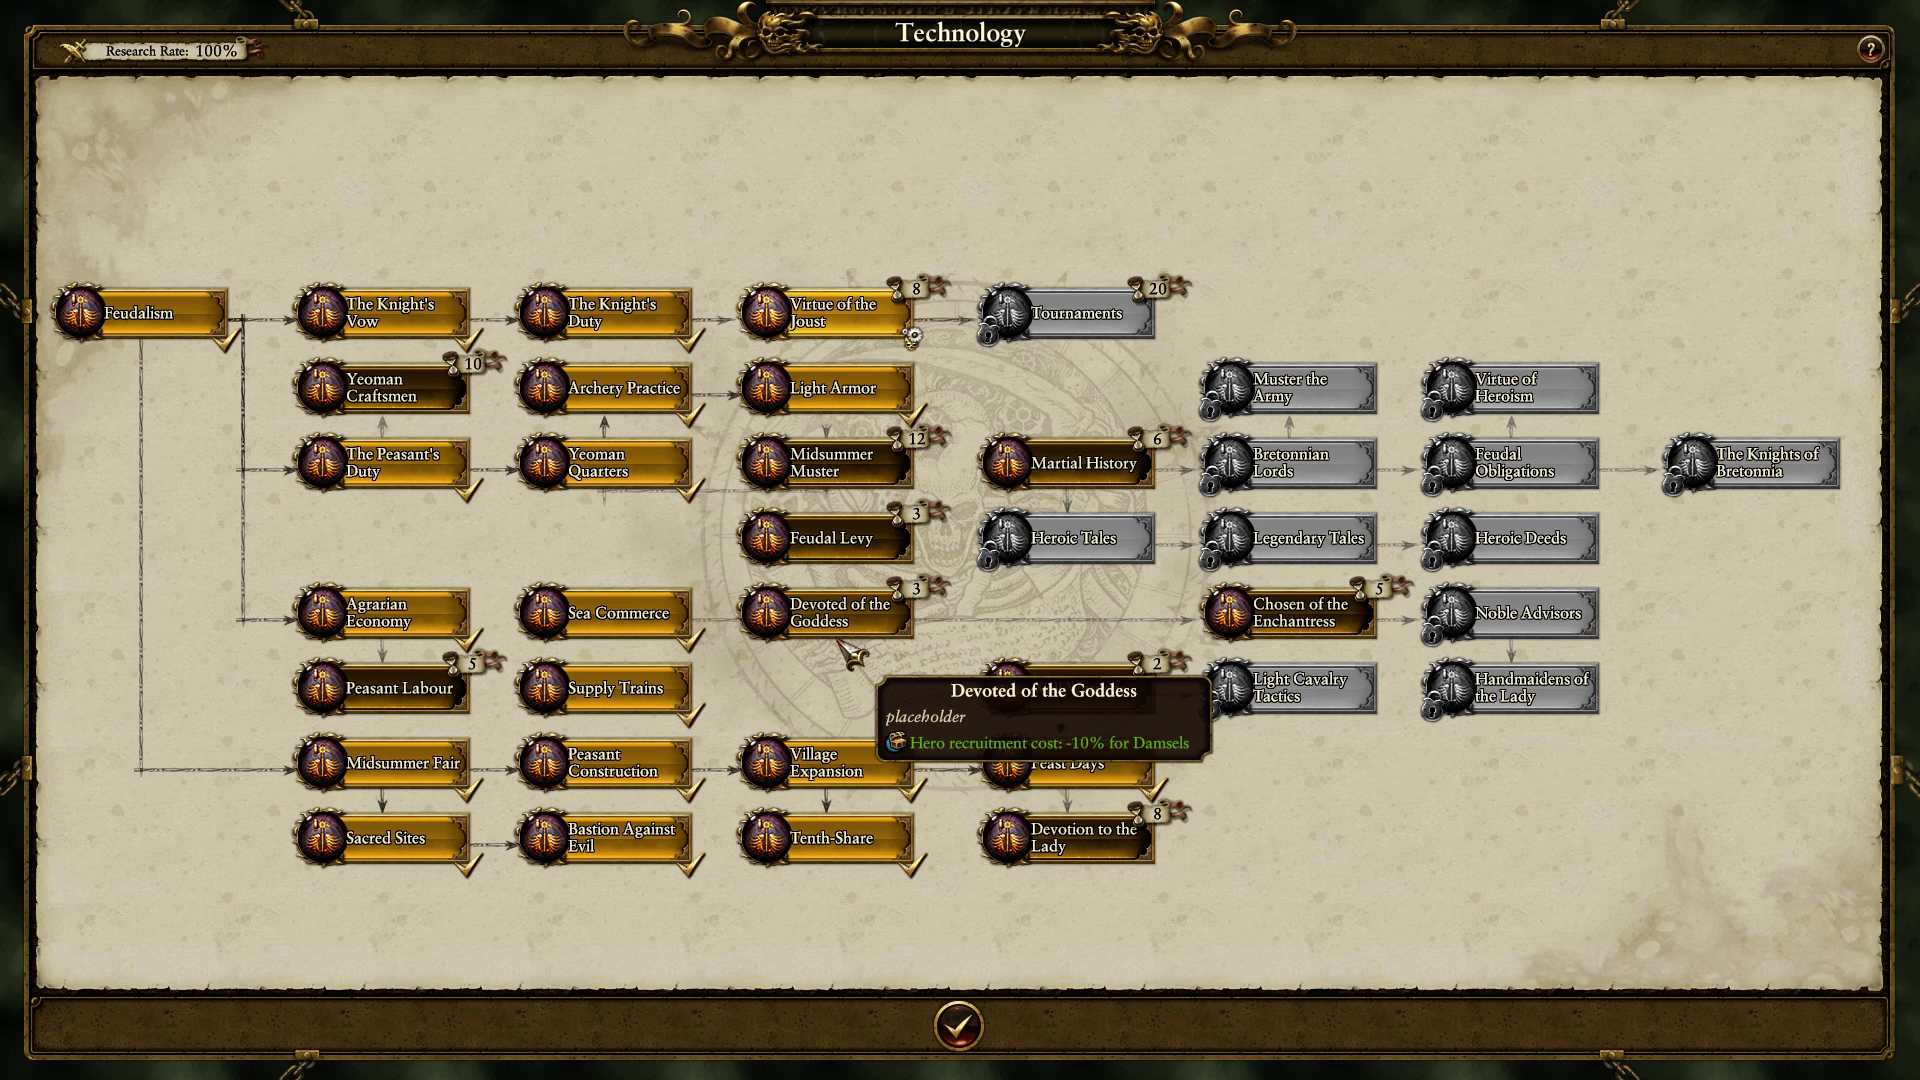 Technology
Research Rate: 100%
?
8
20
Feudalism
The Knight's
Vow
The Knight's
Duty
Virtue of the
Joust
Tournaments
10
Yeoman
Craftsmen
Archery Practice
Light Armor
Muster the
Army
Virtue of
Heroism
12
6
The Peasant's
Duty
Yeoman
Quarters
Midsummer
Muster
Martial History
Bretonnian
Lords
Feudal
Obligations
The Knights of
Bretonnia
3
Feudal Levy
Heroic Tales
Legendary Tales
Heroic Deeds
3
5
Agrarian
Economy
Sea Commerce
Devoted of the
Goddess
Chosen of the
Enchantress
Noble Advisors
5
2
Peasant Labour
Supply Trains
Light Cavalry
Tactics
Handmaidens of
the Lady
Devoted of the Goddess
placeholder
Hero recruitment cost: -10% for Damsels
Midsummer Fair
Peasant
Construction
Village
Expansion
Feast Days
8
Sacred Sites
Bastion Against
Evil
Tenth-Share
Devotion to the
Lady